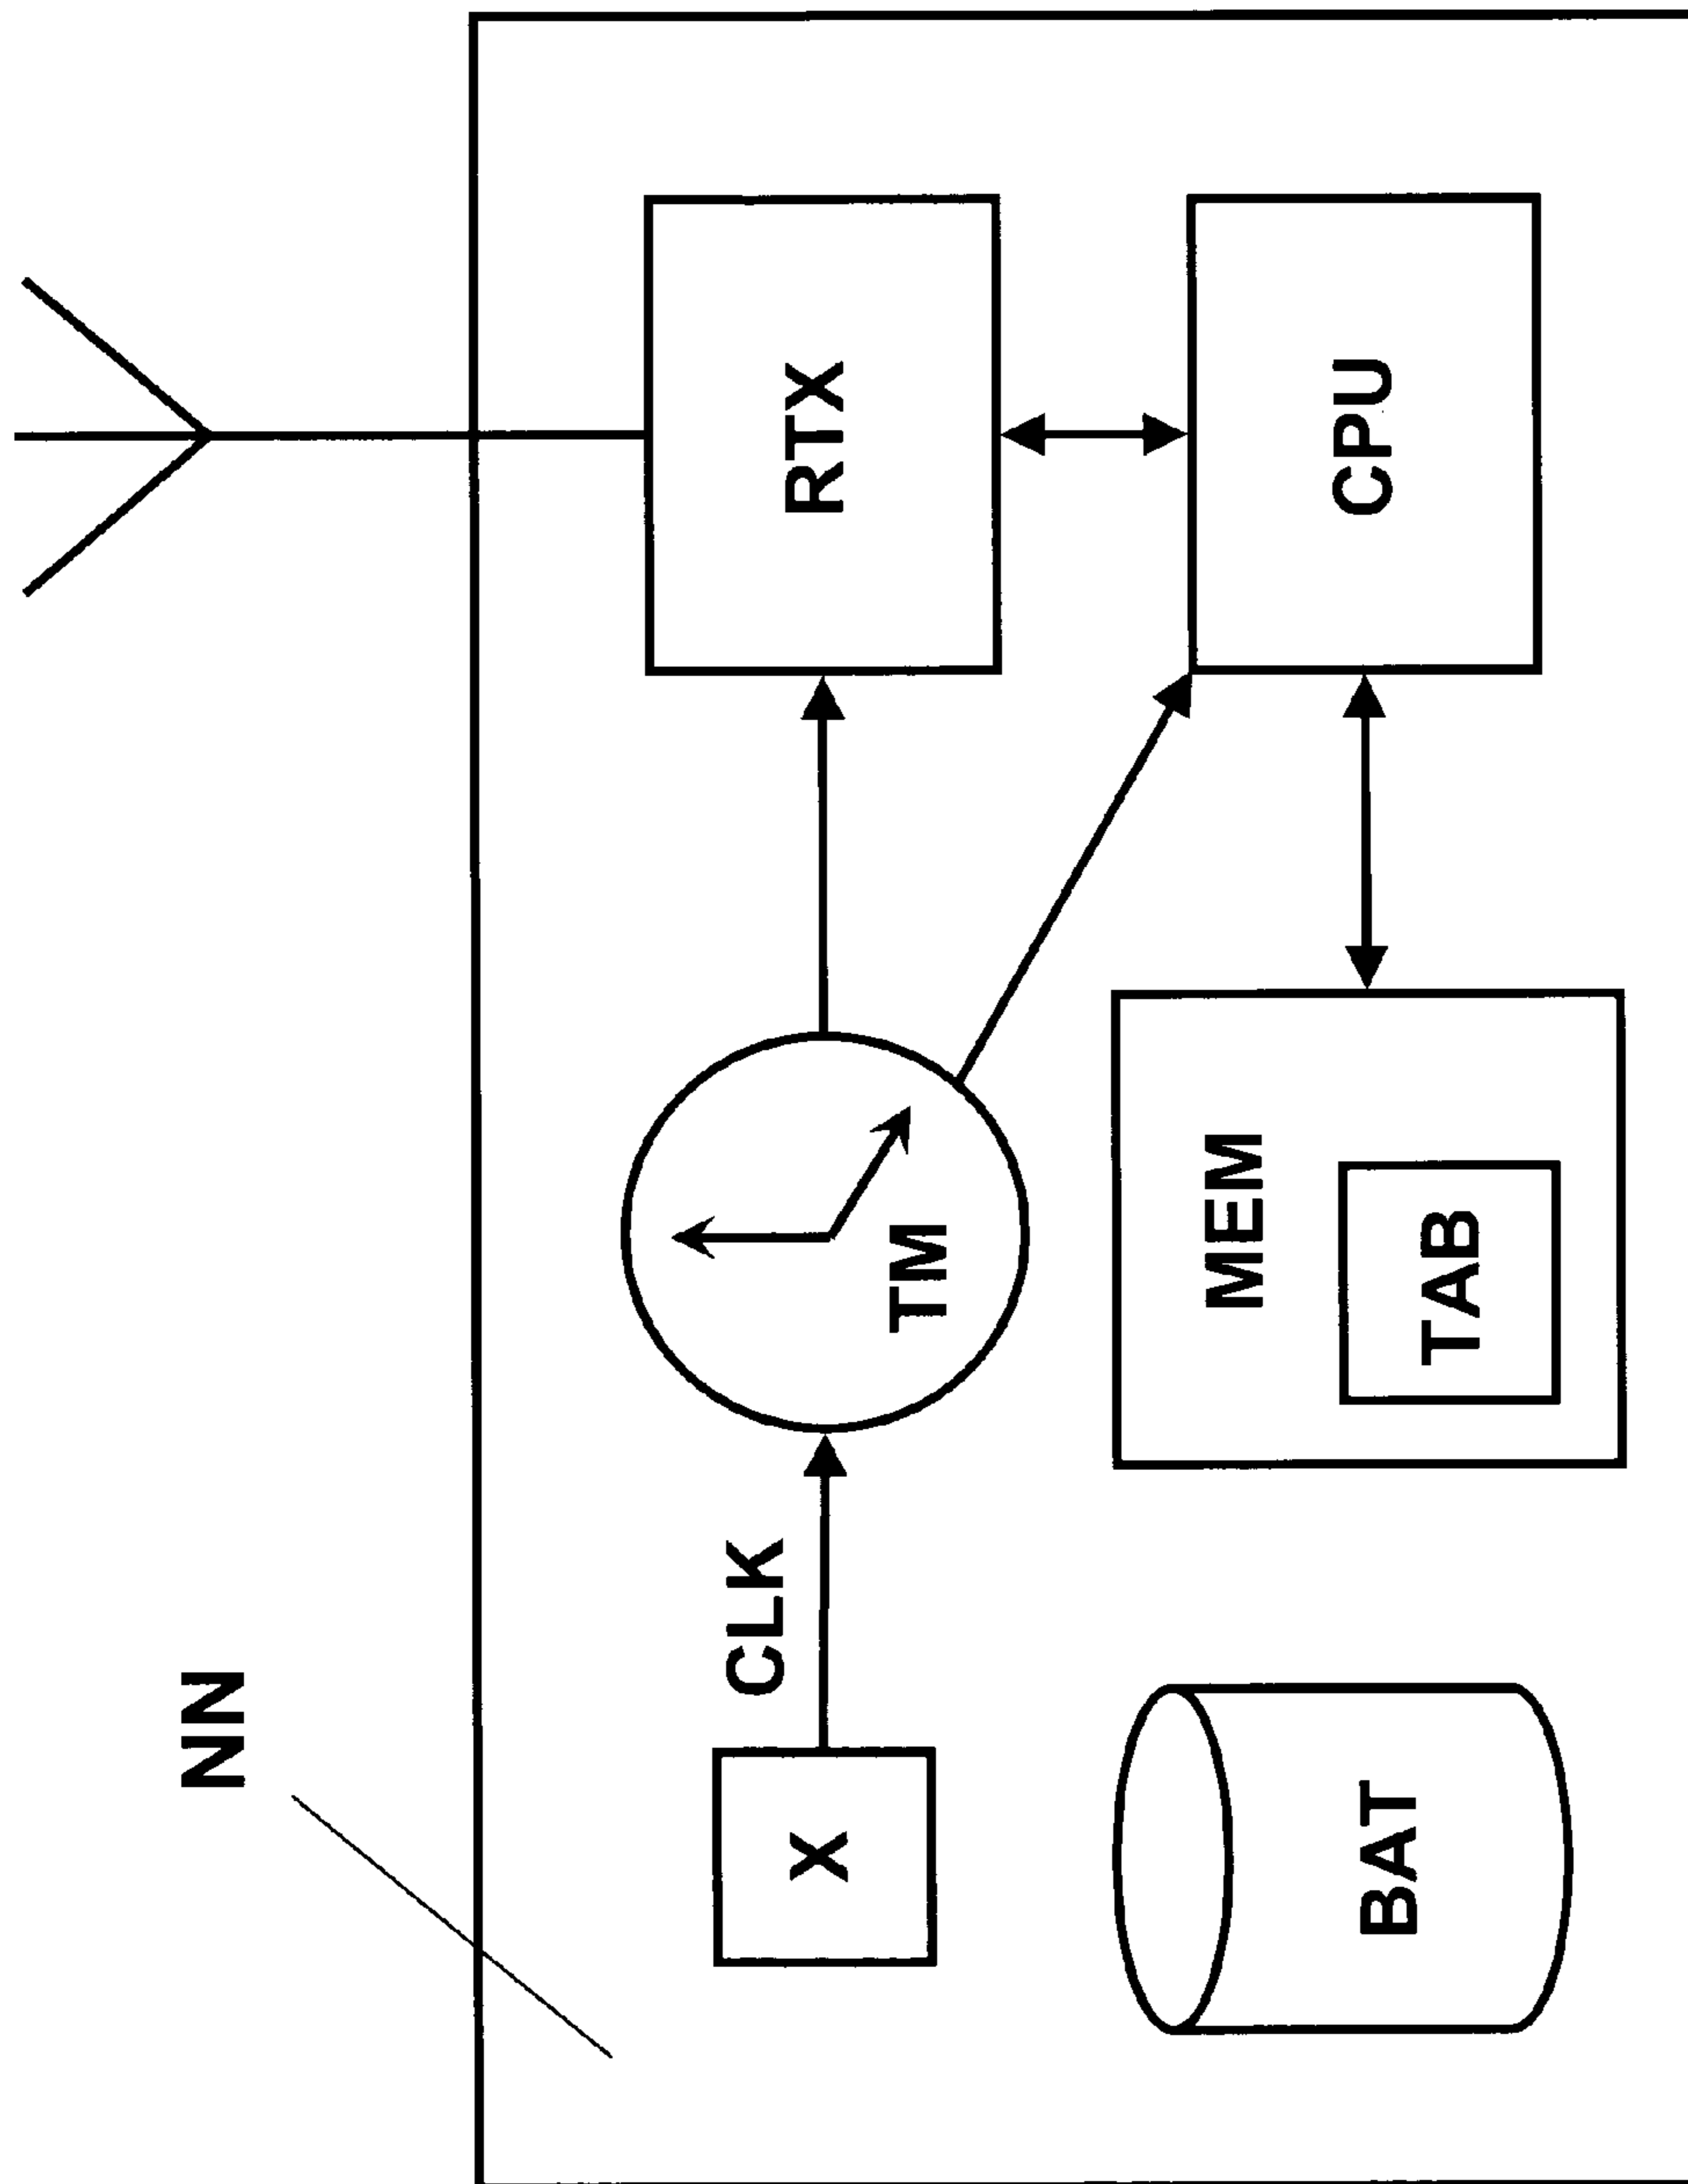 NN
X
CLK
TM
RTX
BAT
MEM
TAB
CPU